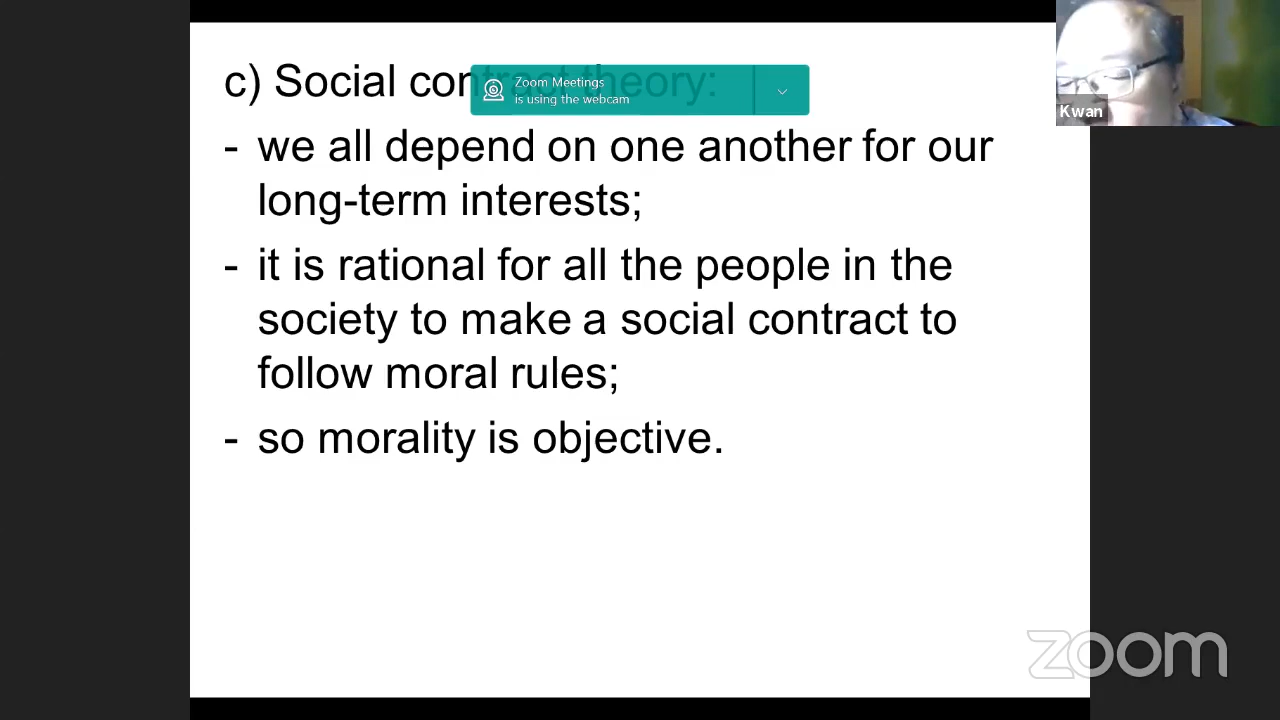 c) Social contract theory:
Zoom Meetings
is using the webcam
Kwan
- we all depend on one another for our
long-term interests;
- it is rational for all the people in the
society to make a social contract to
follow moral rules;
- so morality is objective.
zoom